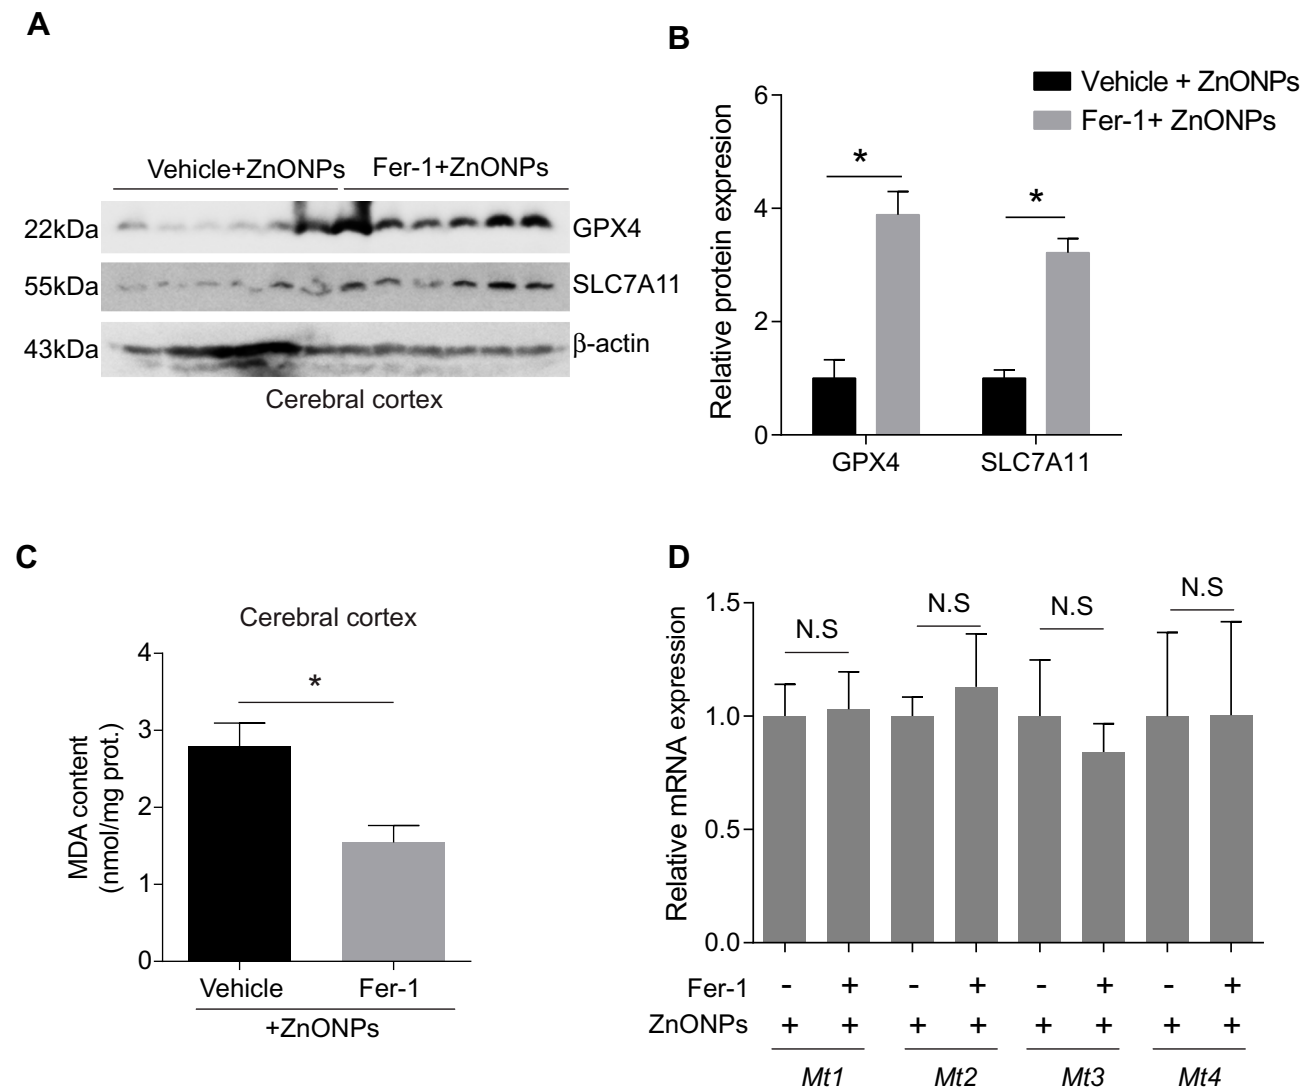 A
Vehicle+ZnONPs Fer-1+ZnONPs
22kDa GPX4
55kDa SLC7A11
43kDa β-actin
Cerebral cortex
B
Vehicle + ZnONPs
Fer-1+ ZnONPs
Relative protein expresion
6
4
2
0
*
*
GPX4 SLC7A11
C
Cerebral cortex
MDA content
(nmol/mg prot.)
4
3
2
1
0
*
Vehicle Fer-1
+ZnONPs
D
Relative mRNA expression
1.5
1.0
0.5
0.0
N.S N.S N.S N.S
Fer-1 - + - + - + - +
ZnONPs + + + + + + + +
Mt1 Mt2 Mt3 Mt4